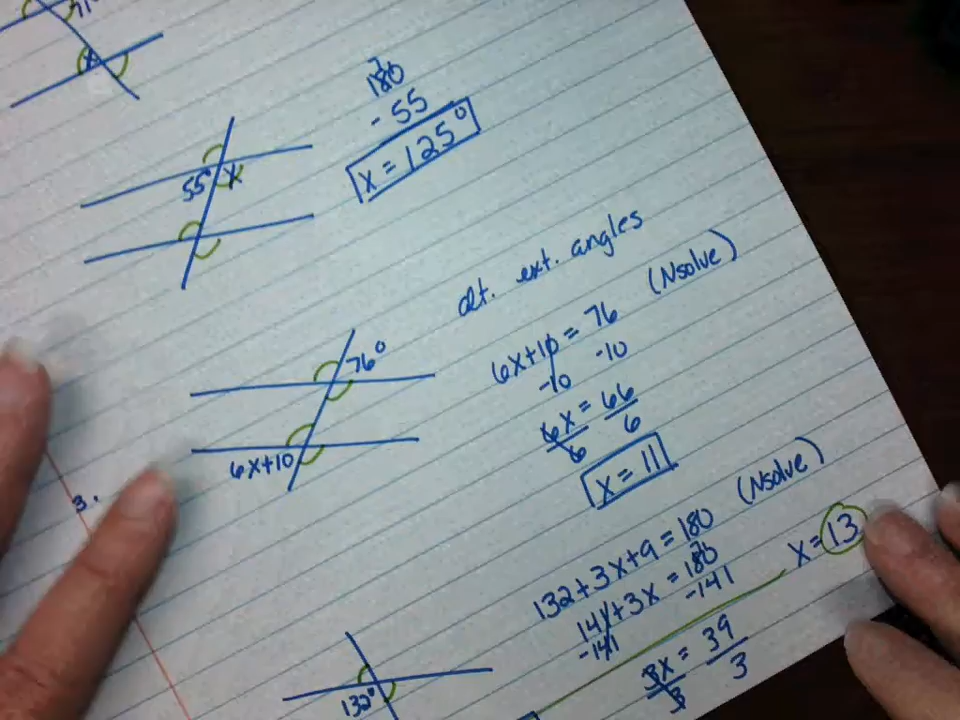 71°
x
180
- 55
x = 125°
55°
x
alt. ext. angles
(Nsolve)
76°
6x+10 = 76
-10 -10
6x = 66
6 6
x = 11
6x+10
3.
(Nsolve)
132+3x+9 = 180
x = 13
141+3x = 180
-141 -141
3x = 39
3 3
132°